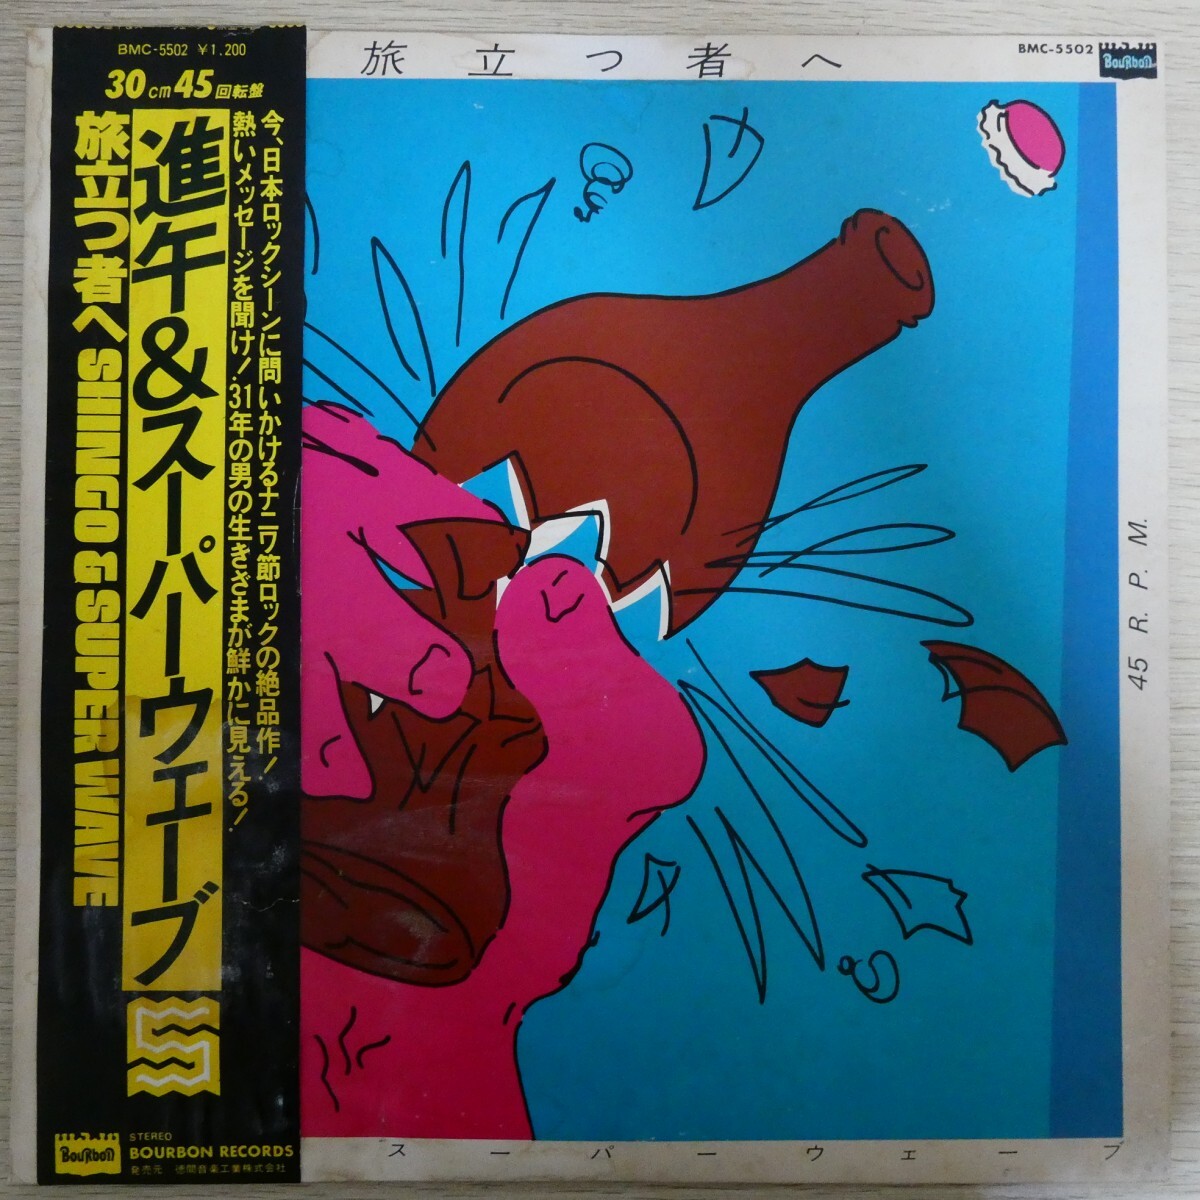 BMC-5502 ¥1.200
30cm45回転盤
今、日本ロックシーンに問いかけるナニワ節ロックの絶品作!
熱いメッセージを聞け!.31年の男の生きざまが鮮かに見える!
進午&スーパーウェーブ
旅立つ者へ SHINGO & SUPER WAVE
BouRboN
STEREO
BOURBON RECORDS
発売元 徳間音楽工業株式会社
旅立つ者へ
BMC-5502
BouRboN
45 R. P. M.
スーパーウェーブ